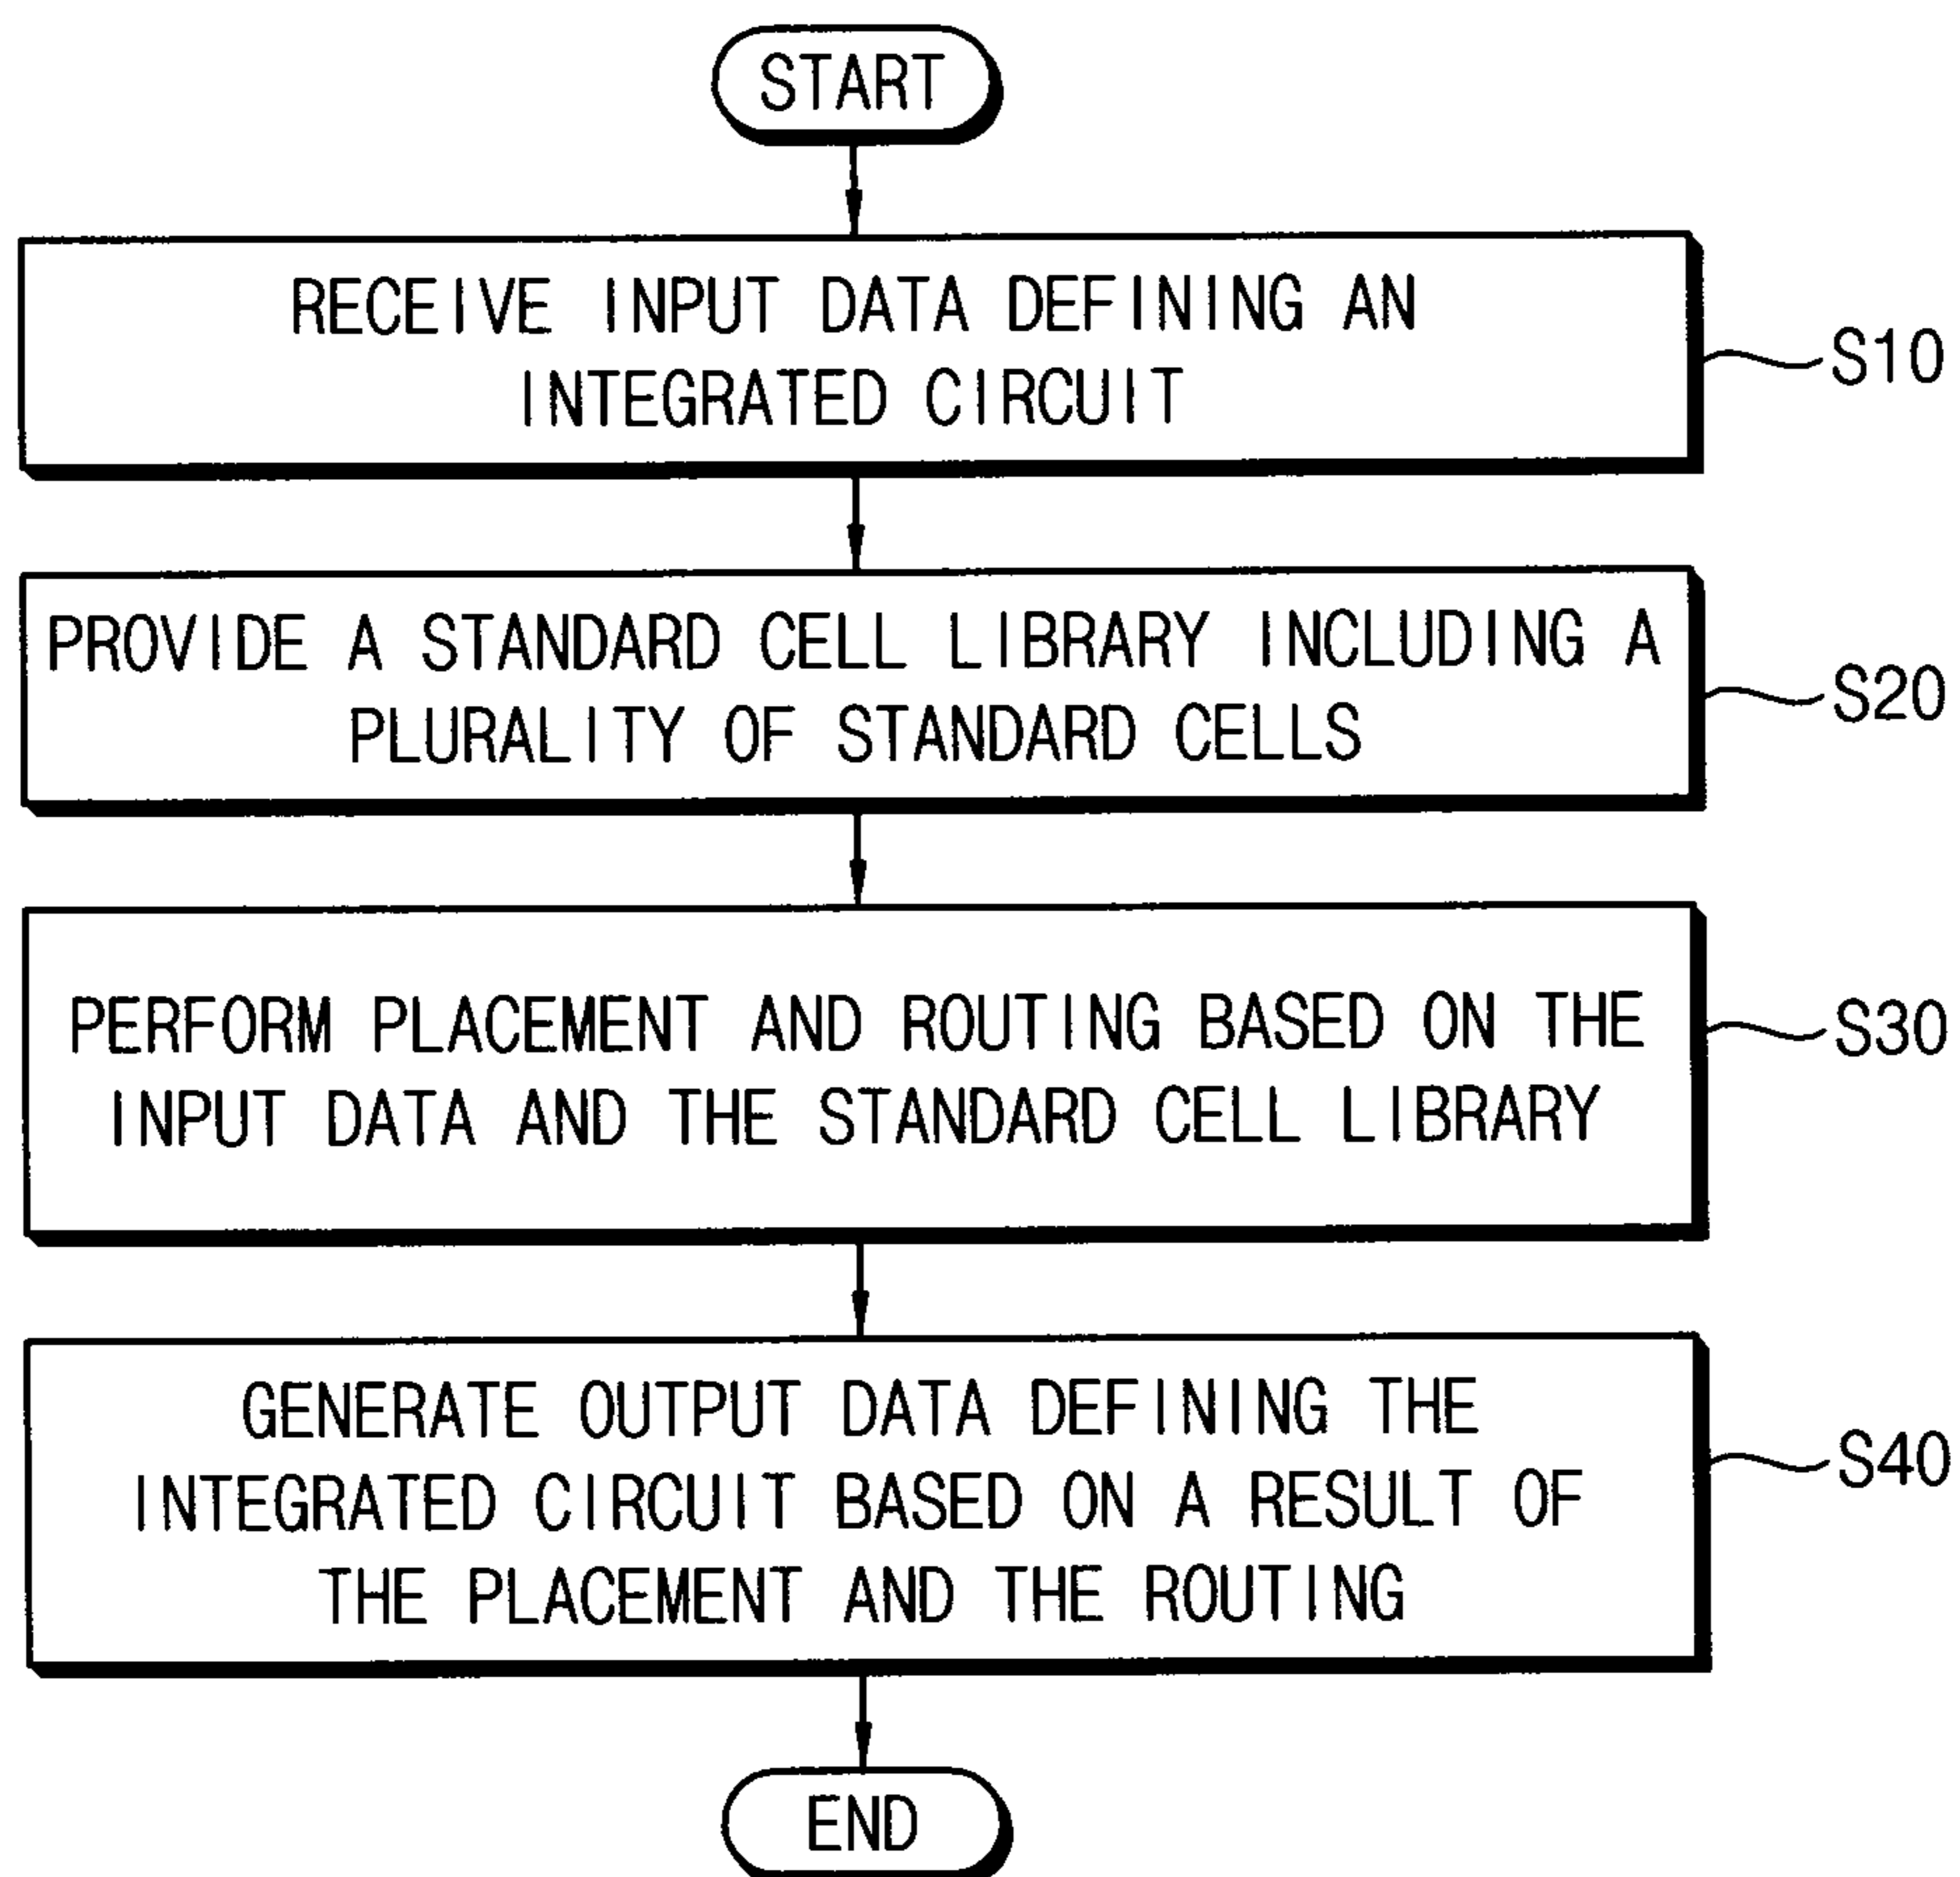 START
RECEIVE INPUT DATA DEFINING AN
INTEGRATED CIRCUIT
S10
PROVIDE A STANDARD CELL LIBRARY INCLUDING A
PLURALITY OF STANDARD CELLS
S20
PERFORM PLACEMENT AND ROUTING BASED ON THE
INPUT DATA AND THE STANDARD CELL LIBRARY
S30
GENERATE OUTPUT DATA DEFINING THE
INTEGRATED CIRCUIT BASED ON A RESULT OF
THE PLACEMENT AND THE ROUTING
S40
END